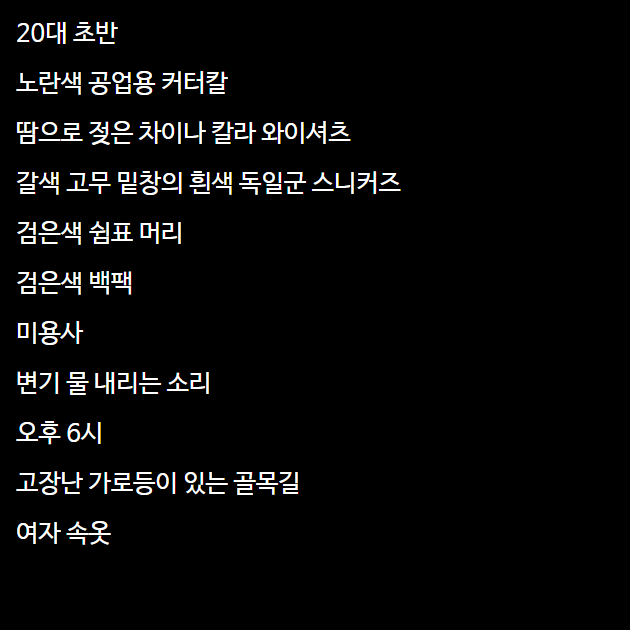 20대 초반
노란색 공업용 커터칼
땀으로 젖은 차이나 칼라 와이셔츠
갈색 고무 밑창의 흰색 독일군 스니커즈
검은색 쉼표 머리
검은색 백팩
미용사
변기 물 내리는 소리
오후 6시
고장난 가로등이 있는 골목길
여자 속옷